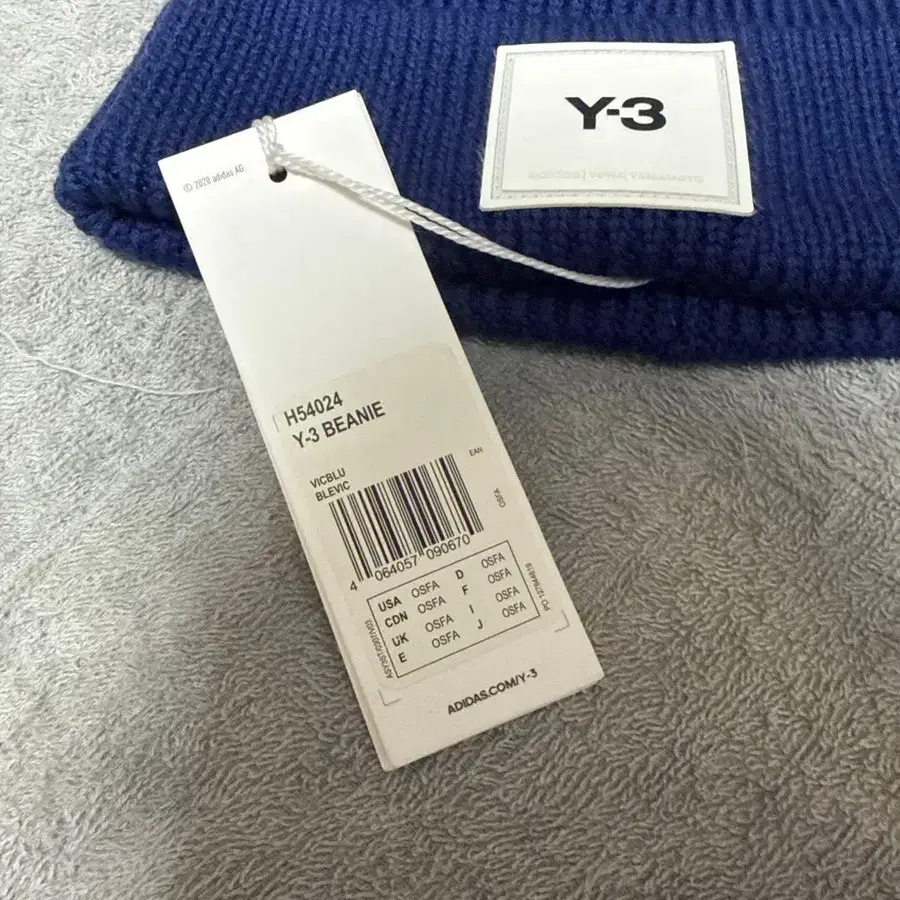 Y-3
© 2020 adidas AG
H54024
Y-3 BEANIE
VICBLU
BLEVIC
EAN
OSFA
4 064057 090670
USA OSFA D OSFA
CDN OSFA F OSFA
UK OSFA I OSFA
E OSFA J OSFA
ADIDAS.COM/Y-3